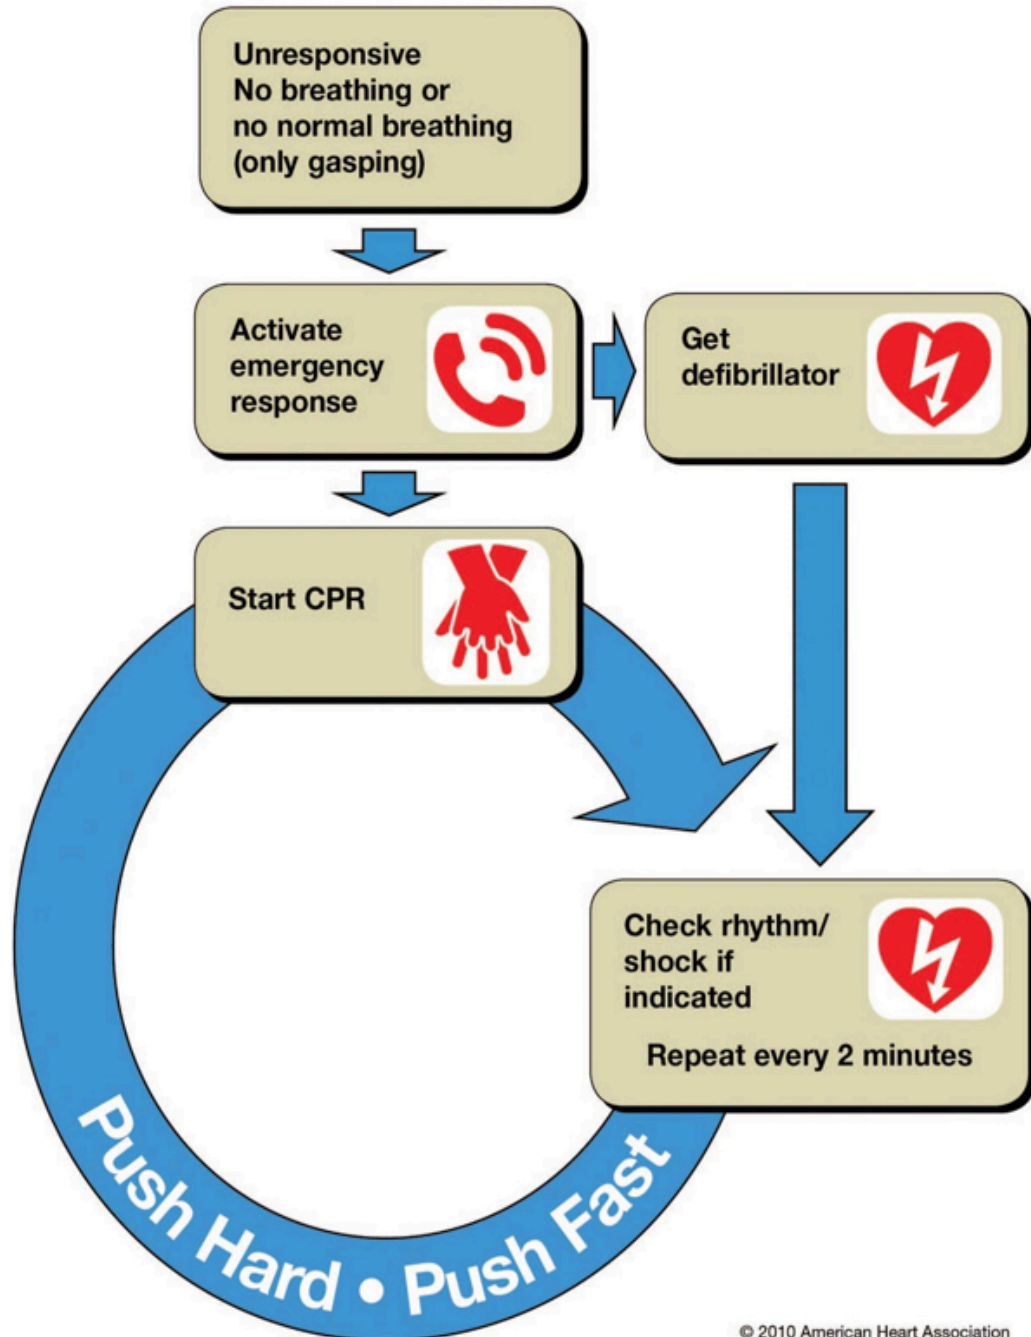 Unresponsive
No breathing or
no normal breathing
(only gasping)
Activate
emergency
response
Get
defibrillator
Start CPR
Check rhythm/
shock if
indicated
Repeat every 2 minutes
Push Hard • Push Fast
© 2010 American Heart Association